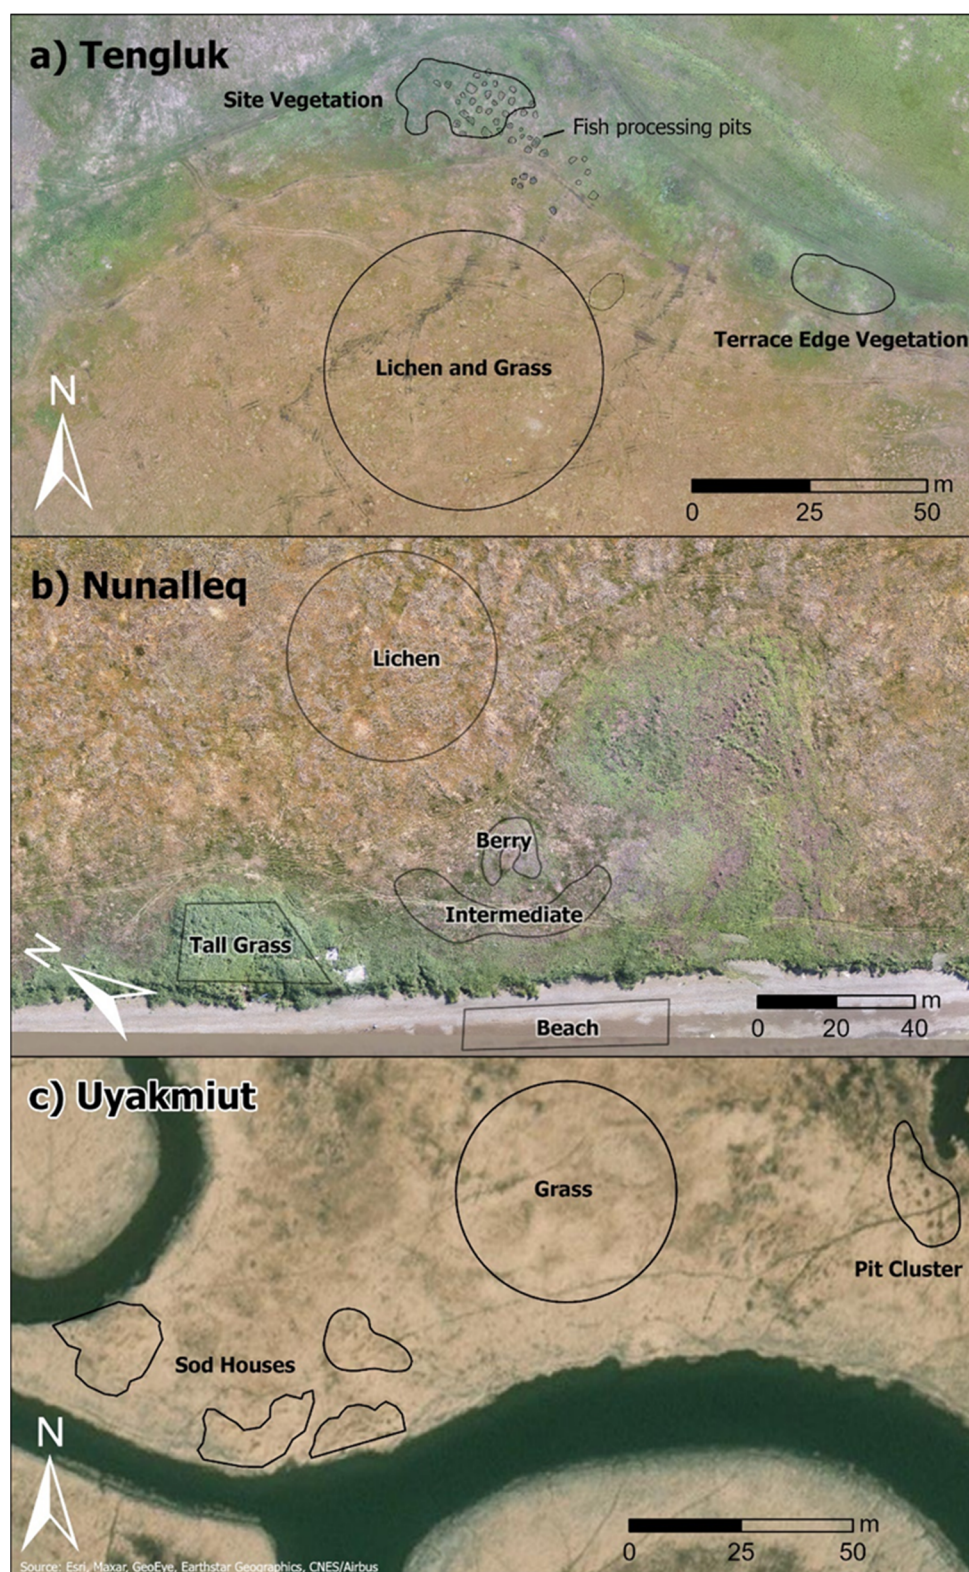 a) Tengluk
Site Vegetation
Fish processing pits
Terrace Edge Vegetation
Lichen and Grass
N
m
0 25 50
b) Nunalleq
Lichen
Berry
Intermediate
Tall Grass
N
m
0 20 40
Beach
c) Uyakmiut
Grass
Pit Cluster
Sod Houses
N
m
0 25 50
Source: Esri, Maxar, GeoEye, Earthstar Geographics, CNES/Airbus